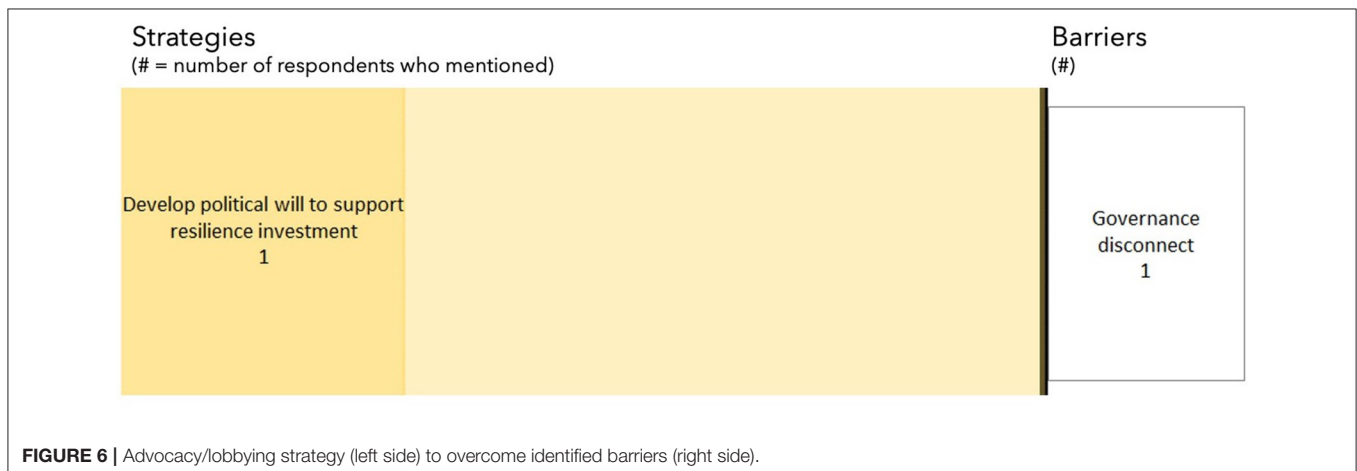 Strategies
(# = number of respondents who mentioned)
Barriers
(#)
Develop political will to support
resilience investment
1
Governance
disconnect
1
FIGURE 6 | Advocacy/lobbying strategy (left side) to overcome identified barriers (right side).